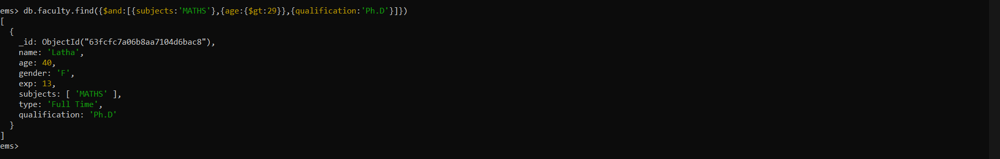 ems> db.faculty.find({$and:[{subjects:'MATHS'},{age:{$gt:29}},{qualification:'Ph.D'}]})
[
  {
    _id: ObjectId("63fcfc7a06b8aa7104d6bac8"),
    name: 'Latha',
    age: 40,
    gender: 'F',
    exp: 13,
    subjects: [ 'MATHS' ],
    type: 'Full Time',
    qualification: 'Ph.D'
  }
]
ems>